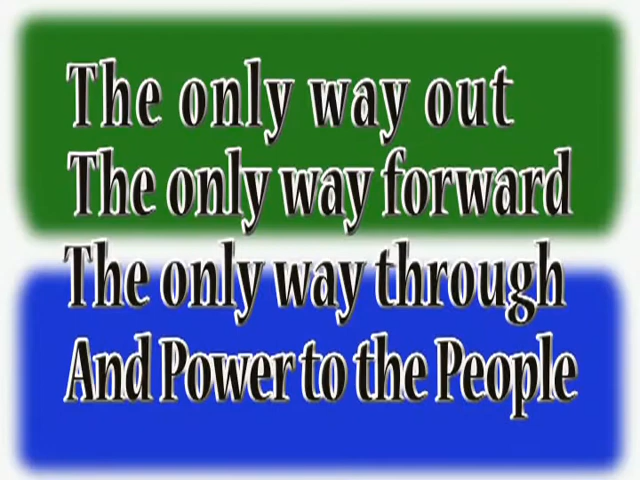 The only way out
The only way forward
The only way through
And Power to the People